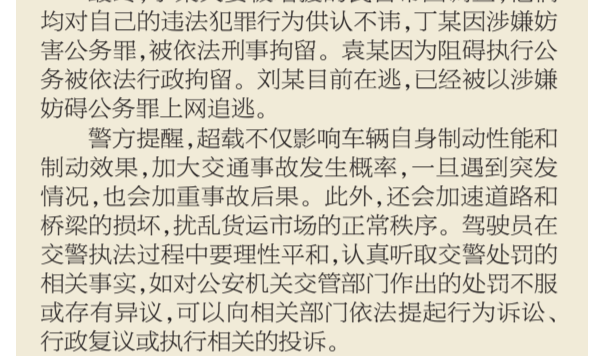 均对自己的违法犯罪行为供认不讳,丁某因涉嫌妨
害公务罪,被依法刑事拘留。袁某因为阻碍执行公
务被依法行政拘留。刘某目前在逃,已经被以涉嫌
妨碍公务罪上网追逃。
警方提醒,超载不仅影响车辆自身制动性能和
制动效果,加大交通事故发生概率,一旦遇到突发
情况,也会加重事故后果。此外,还会加速道路和
桥梁的损坏,扰乱货运市场的正常秩序。驾驶员在
交警执法过程中要理性平和,认真听取交警处罚的
相关事实,如对公安机关交管部门作出的处罚不服
或存有异议,可以向相关部门依法提起行为诉讼、
行政复议或执行相关的投诉。